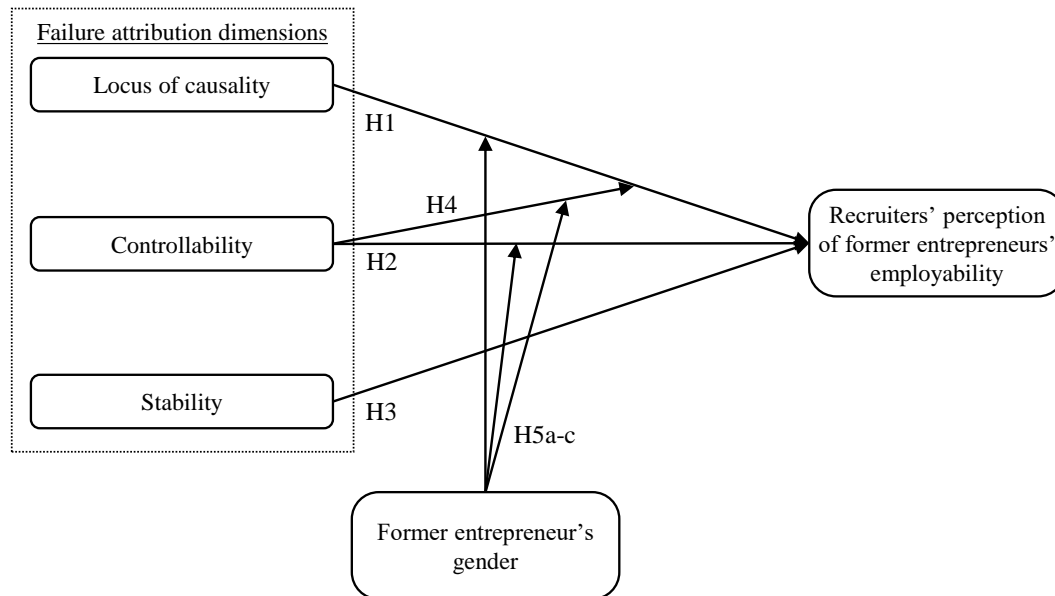 Failure attribution dimensions
Locus of causality
H1
H4
Controllability
H2
Recruiters’ perception
of former entrepreneurs’
employability
Stability
H3
H5a-c
Former entrepreneur’s
gender